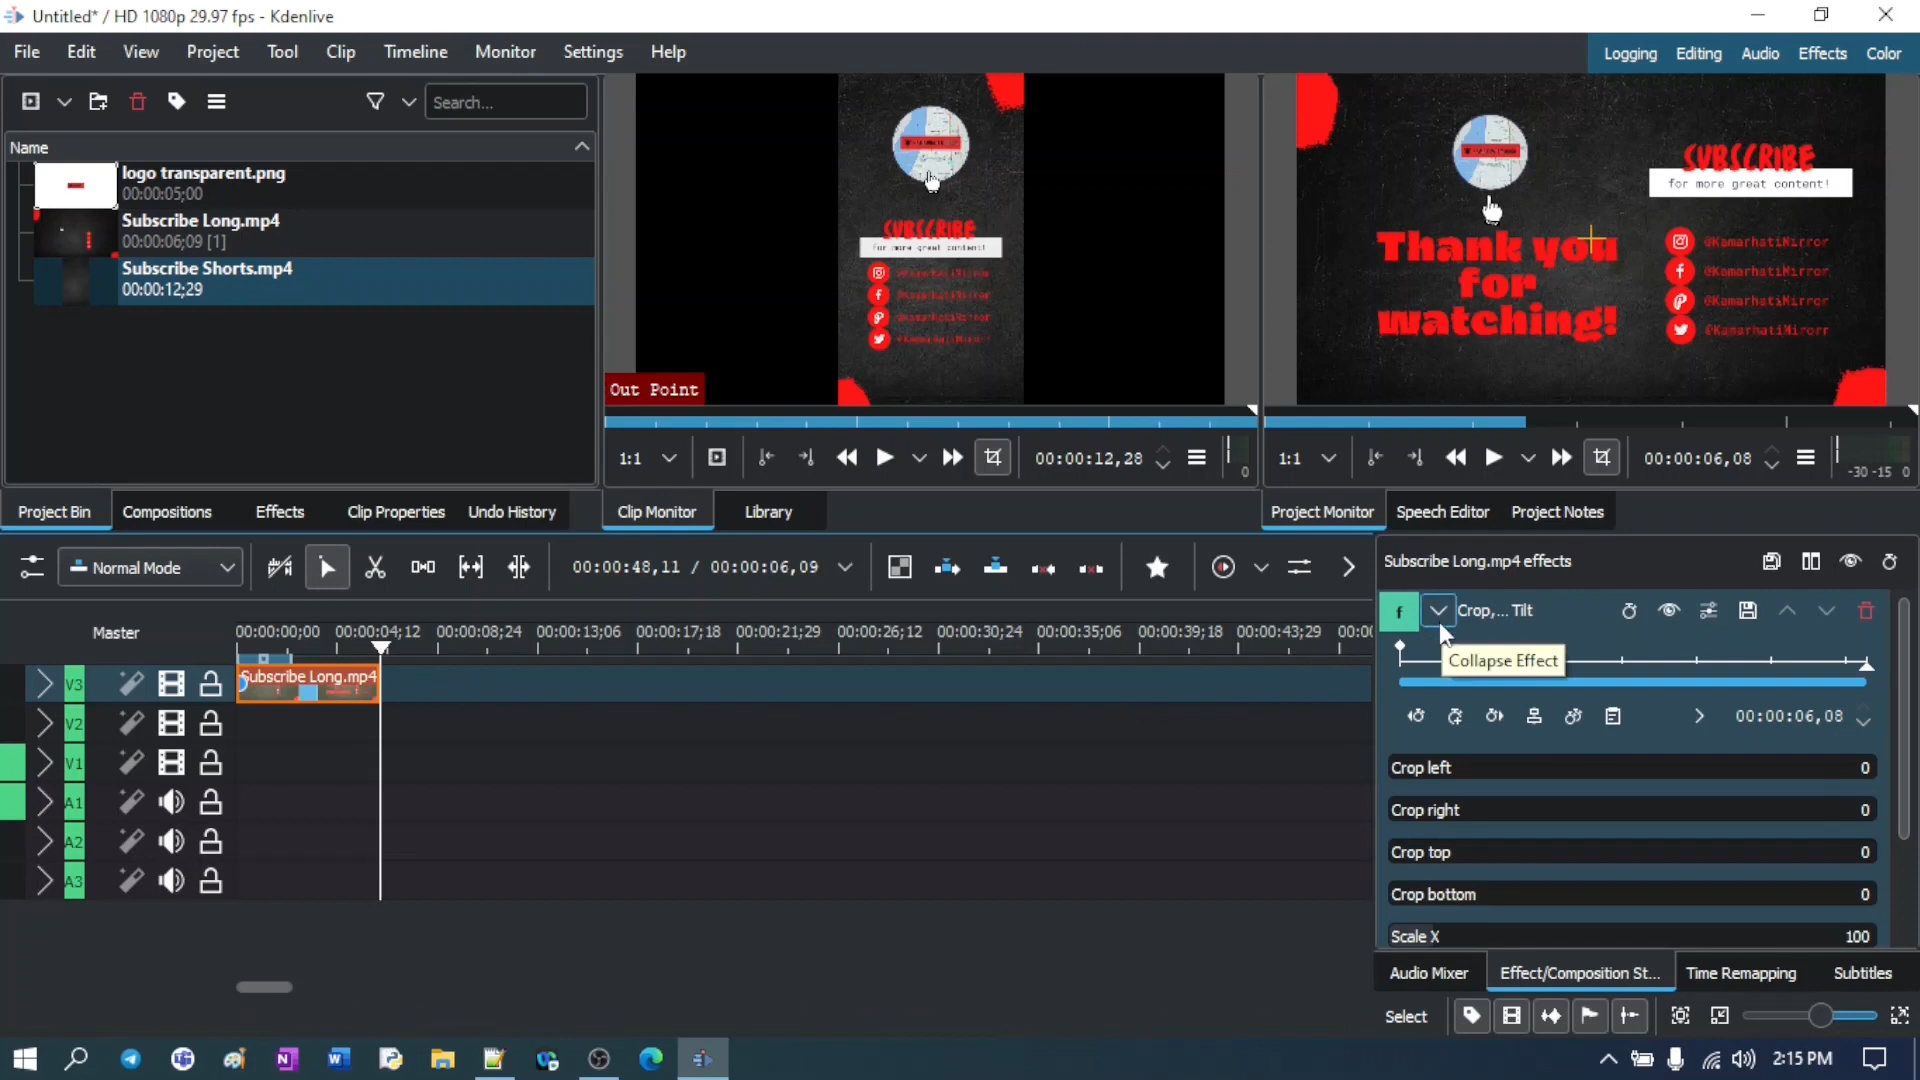 Untitled* / HD 1080p 29.97 fps - Kdenlive
File Edit View Project Tool Clip Timeline Monitor Settings Help
Logging Editing Audio Effects Color
Search...
Name
logo transparent.png
00:00:05;00
Subscribe Long.mp4
00:00:06;09 [1]
Subscribe Shorts.mp4
00:00:12;29
SUBSCRIBE
for more great content!
Out Point
SUBSCRIBE
for more great content!
Thank you
for
watching!
@KamarhatiMirror
@KamarhatiMirror
@KamarhatiMirror
1:1
00:00:12,28
0
1:1
00:00:06,08
-30 -15 0
Project Bin Compositions Effects Clip Properties Undo History
Clip Monitor Library
Project Monitor Speech Editor Project Notes
Normal Mode
00:00:48,11 / 00:00:06,09
Subscribe Long.mp4 effects
f Crop,... Tilt
Collapse Effect
Master
00:00:00;00 00:00:04;12 00:00:08;24 00:00:13;06 00:00:17;18 00:00:21;29 00:00:26;12 00:00:30;24 00:00:35;06 00:00:39;18 00:00:43;29 00:00
V3
Subscribe Long.mp4
V2
V1
A1
A2
A3
00:00:06,08
Crop left 0
Crop right 0
Crop top 0
Crop bottom 0
Scale X 100
Audio Mixer Effect/Composition St... Time Remapping Subtitles
Select
2:15 PM